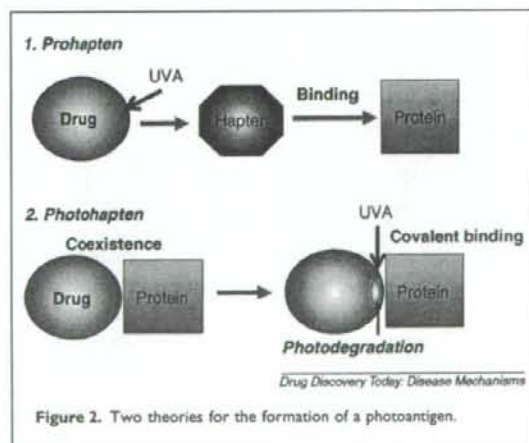 1. Prohapten
UVA
Drug
Hapten
Binding
Protein
2. Photohapten
Coexistence
Drug
Protein
UVA
Covalent binding
Protein
Photodegradation
Drug Discovery Today: Disease Mechanisms
Figure 2. Two theories for the formation of a photoantigen.